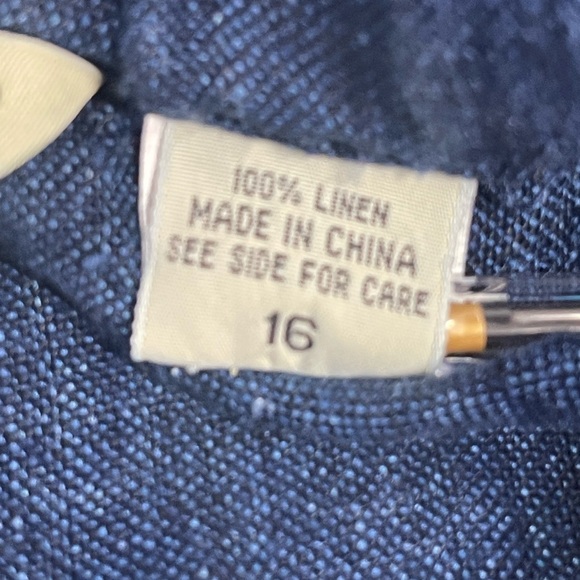 100% LINEN
MADE IN CHINA
SEE SIDE FOR CARE
16